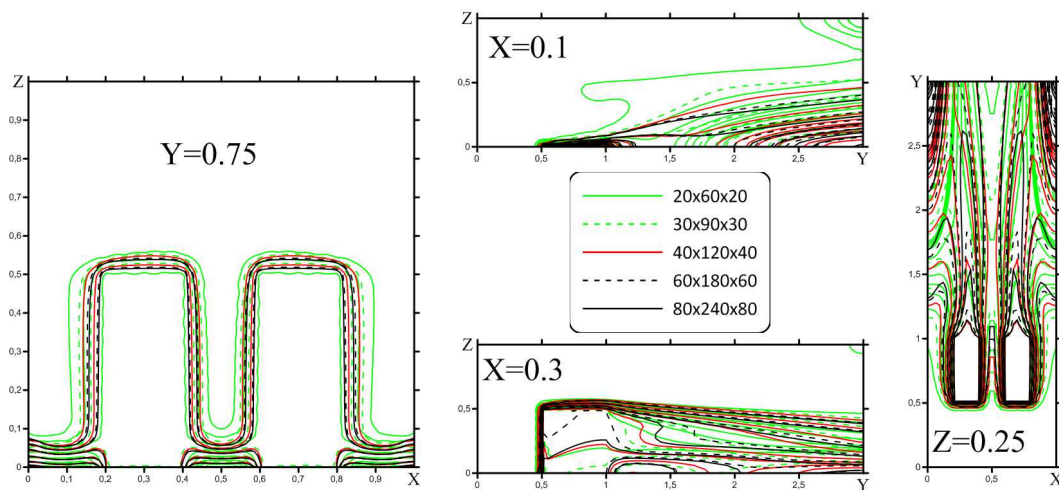 Z
1
0,9
0,8
0,7
0,6
0,5
0,4
0,3
0,2
0,1
0
Y=0.75
0 0,1 0,2 0,3 0,4 0,5 0,6 0,7 0,8 0,9 X
Z
X=0.1
0,5
0
0 0,5 1 1,5 2 2,5 Y
20x60x20
30x90x30
40x120x40
60x180x60
80x240x80
Z
X=0.3
0,5
0
0 0,5 1 1,5 2 2,5 Y
Y
2,5
2
1,5
1
0,5
0
Z=0.25
0 0,5 X